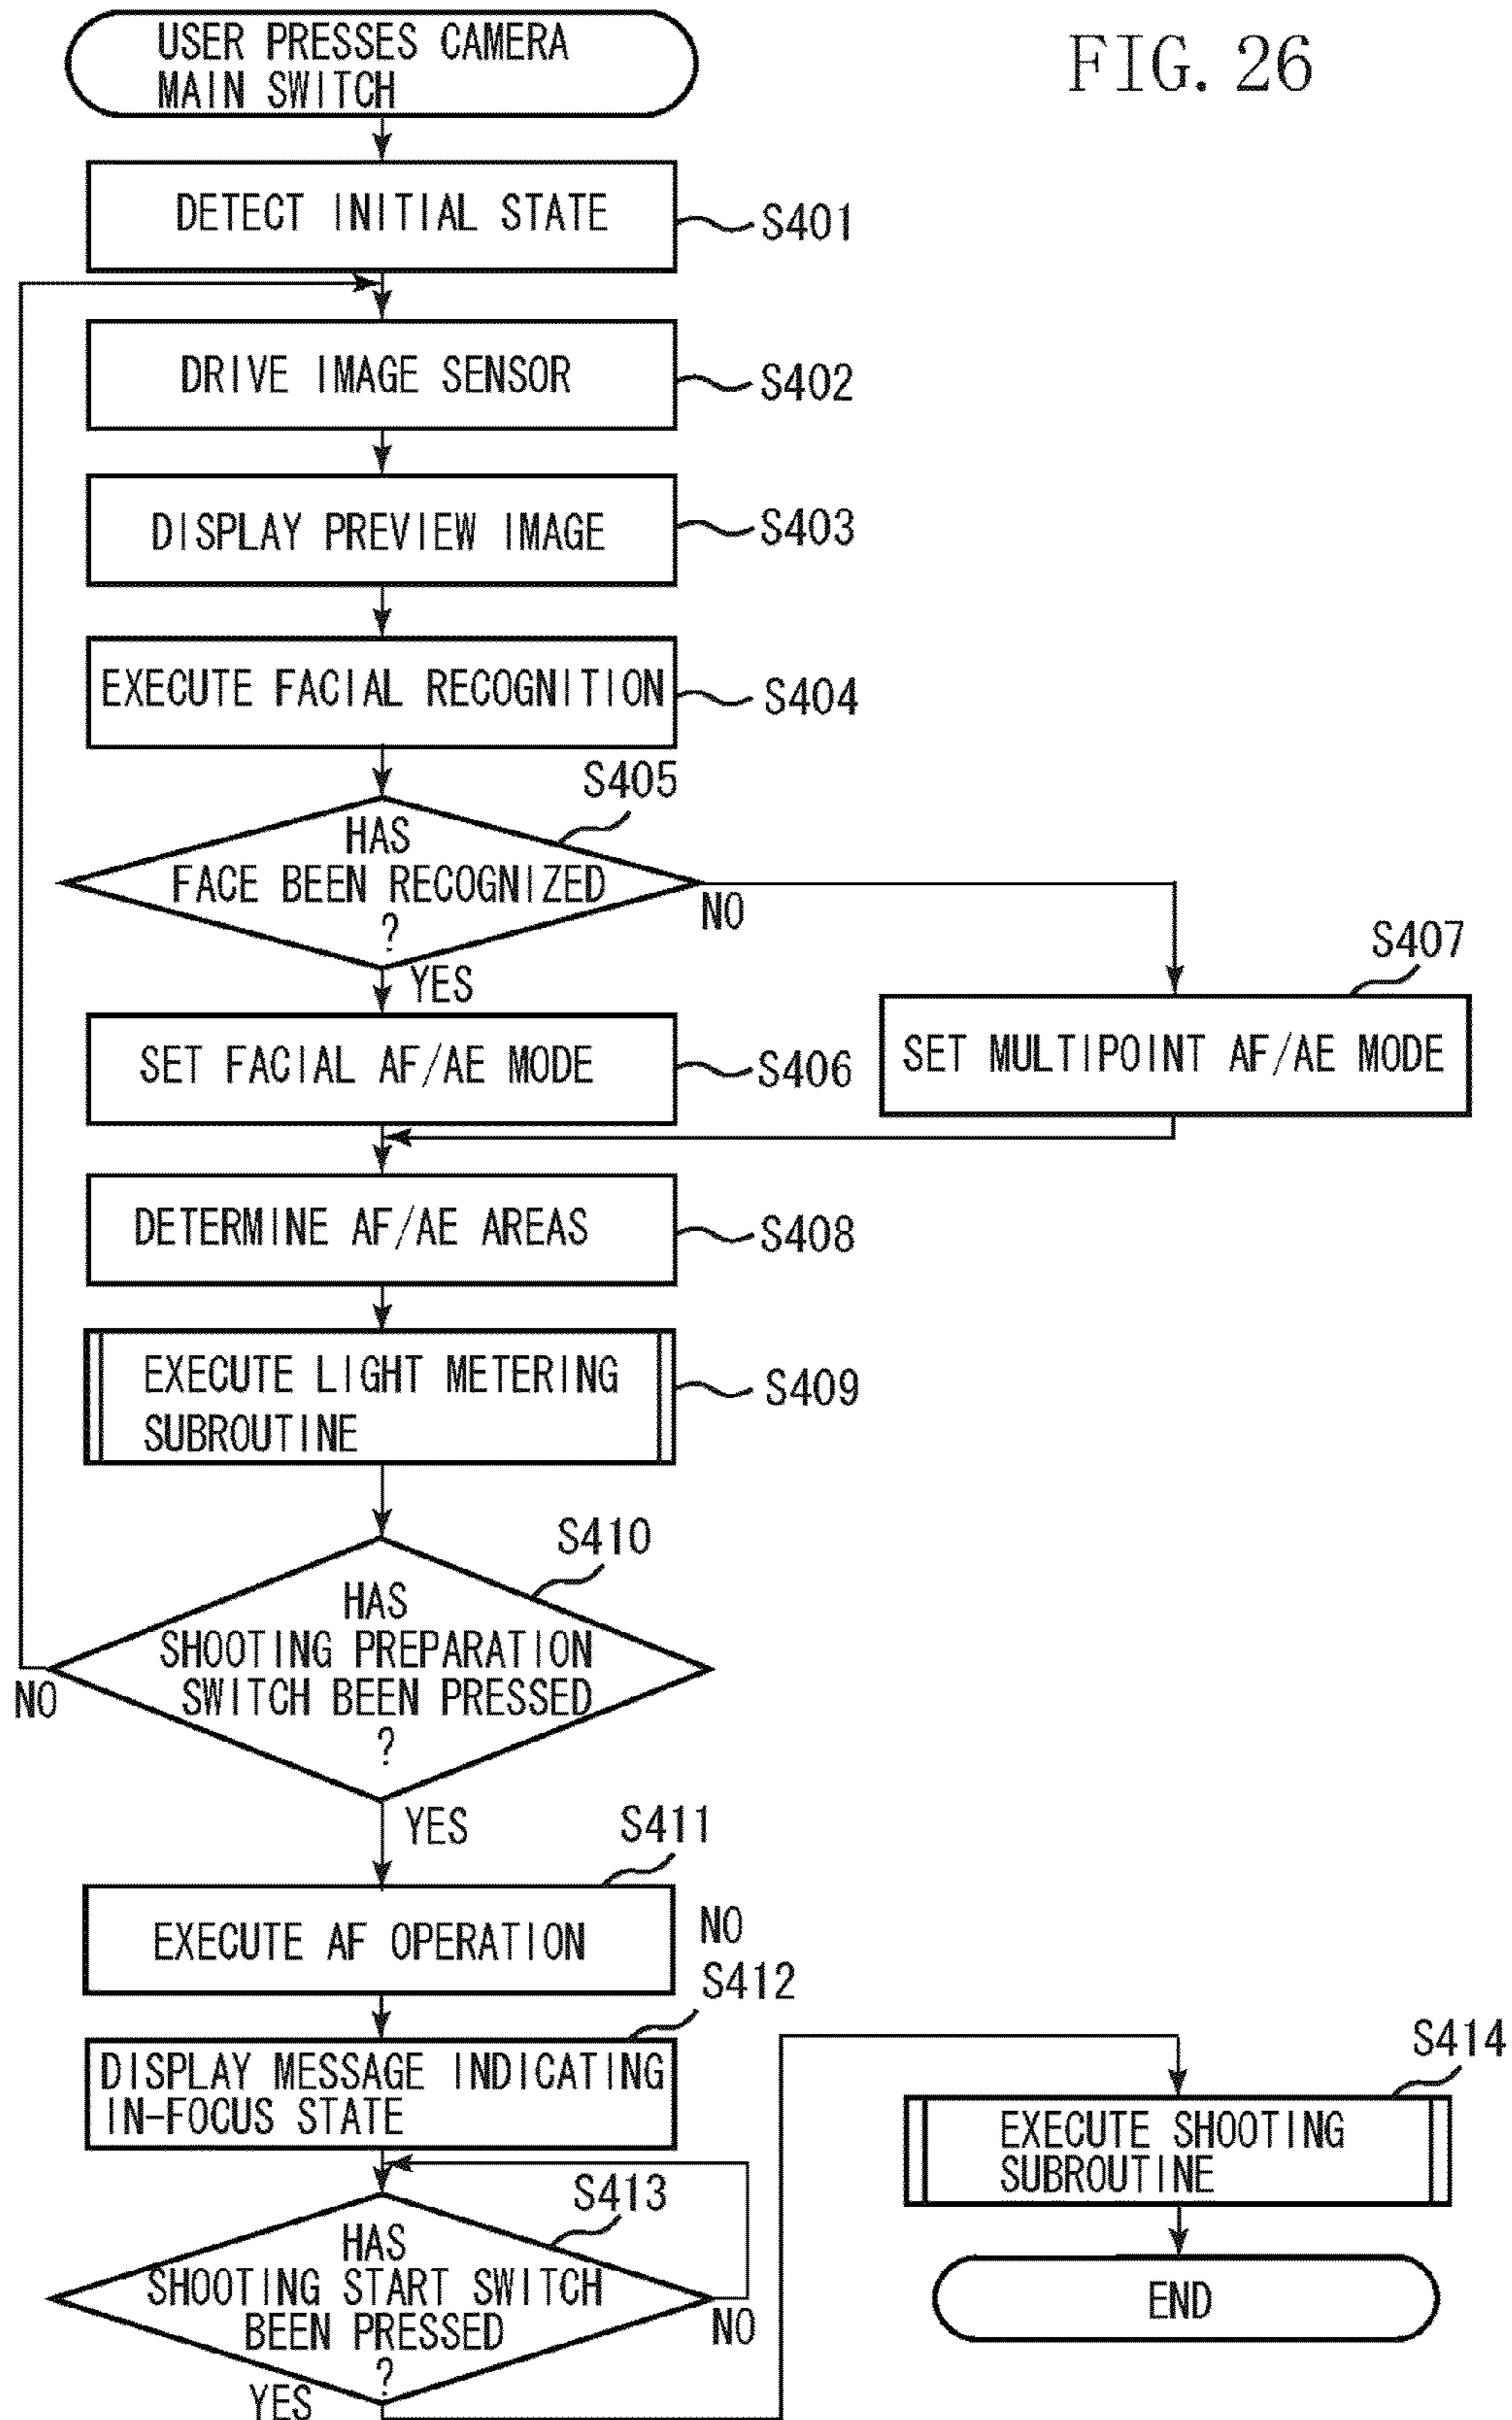 FIG. 26
USER PRESSES CAMERA
MAIN SWITCH
DETECT INITIAL STATE
S401
DRIVE IMAGE SENSOR
S402
DISPLAY PREVIEW IMAGE
S403
EXECUTE FACIAL RECOGNITION
S404
S405
HAS
FACE BEEN RECOGNIZED
?
NO
YES
S407
SET FACIAL AF/AE MODE
S406
SET MULTIPOINT AF/AE MODE
DETERMINE AF/AE AREAS
S408
EXECUTE LIGHT METERING
SUBROUTINE
S409
S410
HAS
SHOOTING PREPARATION
SWITCH BEEN PRESSED
?
NO
YES
S411
EXECUTE AF OPERATION
NO
S412
DISPLAY MESSAGE INDICATING
IN-FOCUS STATE
S413
HAS
SHOOTING START SWITCH
BEEN PRESSED
?
NO
YES
S414
EXECUTE SHOOTING
SUBROUTINE
END